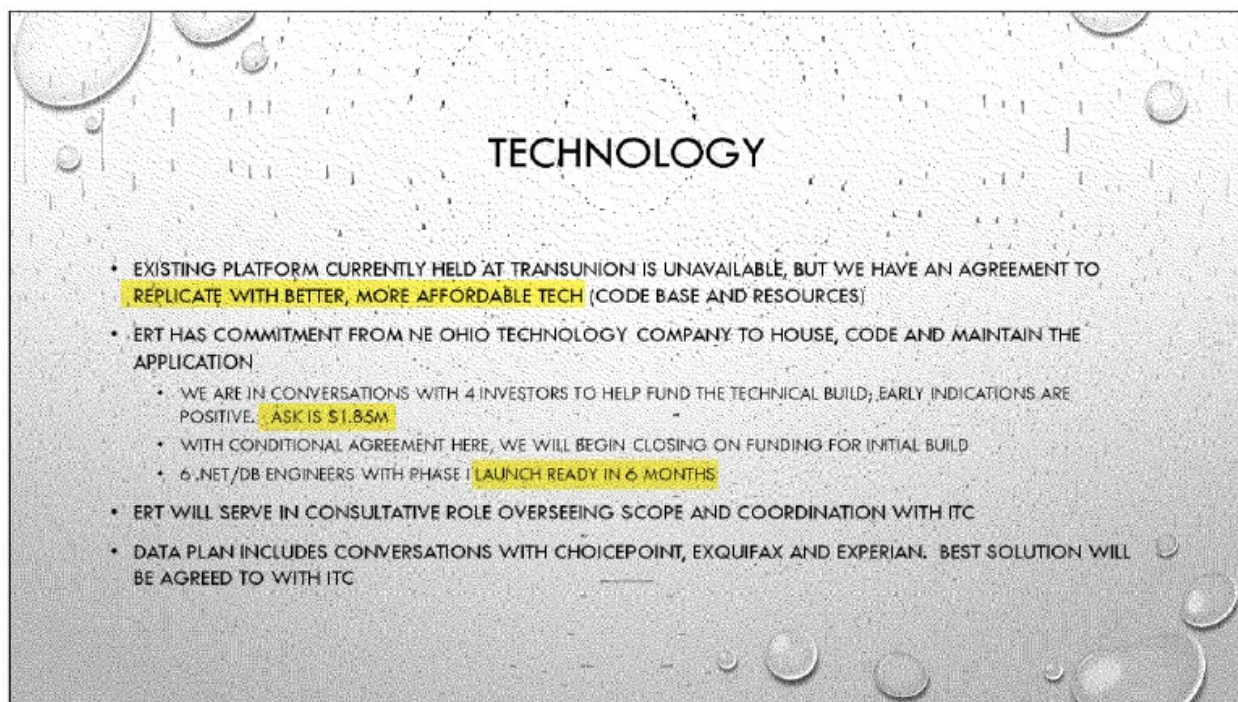 TECHNOLOGY
• EXISTING PLATFORM CURRENTLY HELD AT TRANSUNION IS UNAVAILABLE, BUT WE HAVE AN AGREEMENT TO
REPLICATE WITH BETTER, MORE AFFORDABLE TECH (CODE BASE AND RESOURCES)
• ERT HAS COMMITMENT FROM NE OHIO TECHNOLOGY COMPANY TO HOUSE, CODE AND MAINTAIN THE
APPLICATION
• WE ARE IN CONVERSATIONS WITH 4 INVESTORS TO HELP FUND THE TECHNICAL BUILD; EARLY INDICATIONS ARE
POSITIVE. ASK IS $1.85M
• WITH CONDITIONAL AGREEMENT HERE, WE WILL BEGIN CLOSING ON FUNDING FOR INITIAL BUILD
• 6 .NET/DB ENGINEERS WITH PHASE I LAUNCH READY IN 6 MONTHS
• ERT WILL SERVE IN CONSULTATIVE ROLE OVERSEEING SCOPE AND COORDINATION WITH ITC
• DATA PLAN INCLUDES CONVERSATIONS WITH CHOICEPOINT, EXQUIFAX AND EXPERIAN. BEST SOLUTION WILL
BE AGREED TO WITH ITC